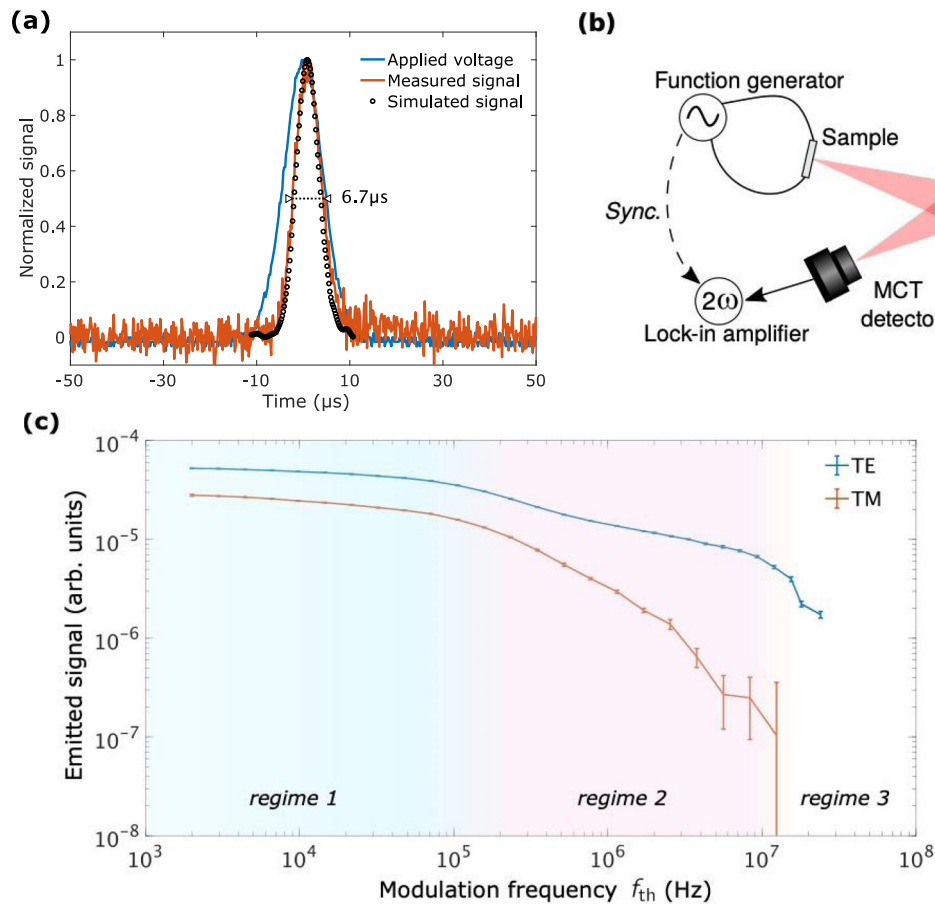 (a)
Normalized signal
1
0.8
0.6
0.4
0.2
0
Applied voltage
Measured signal
Simulated signal
6.7µs
-50
-30
-10
10
30
50
Time (µs)
(b)
Function generator
Sample
Sync.
2ω
MCT
detecto
Lock-in amplifier
(c)
Emitted signal (arb. units)
10⁻⁴
10⁻⁵
10⁻⁶
10⁻⁷
10⁻⁸
TE
TM
regime 1
regime 2
regime 3
10³
10⁴
10⁵
10⁶
10⁷
10⁸
Modulation frequency f_th (Hz)